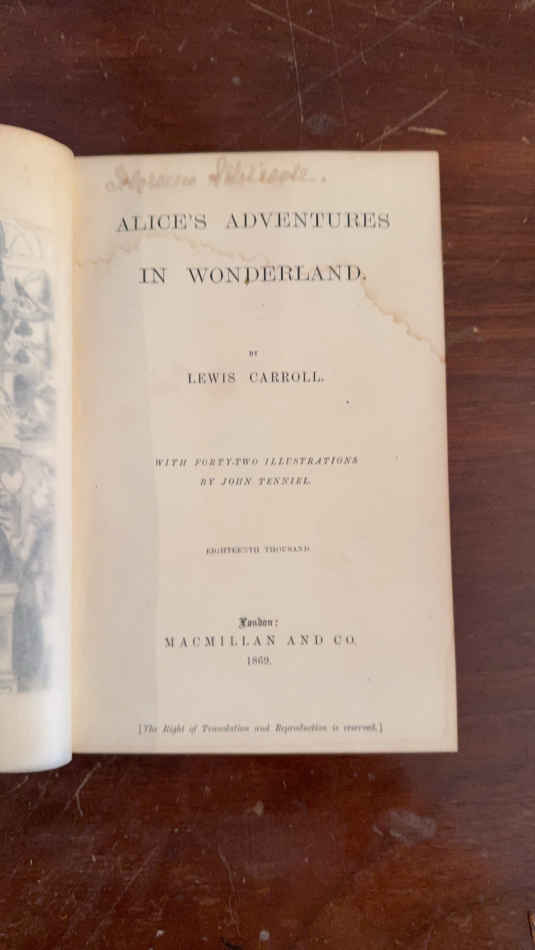 ALICE'S ADVENTURES
IN WONDERLAND.
BY
LEWIS CARROLL.
WITH FORTY-TWO ILLUSTRATIONS
BY JOHN TENNIEL.
EIGHTEENTH THOUSAND
London:
MACMILLAN AND CO.
1869.
[The Right of Translation and Reproduction is reserved.]